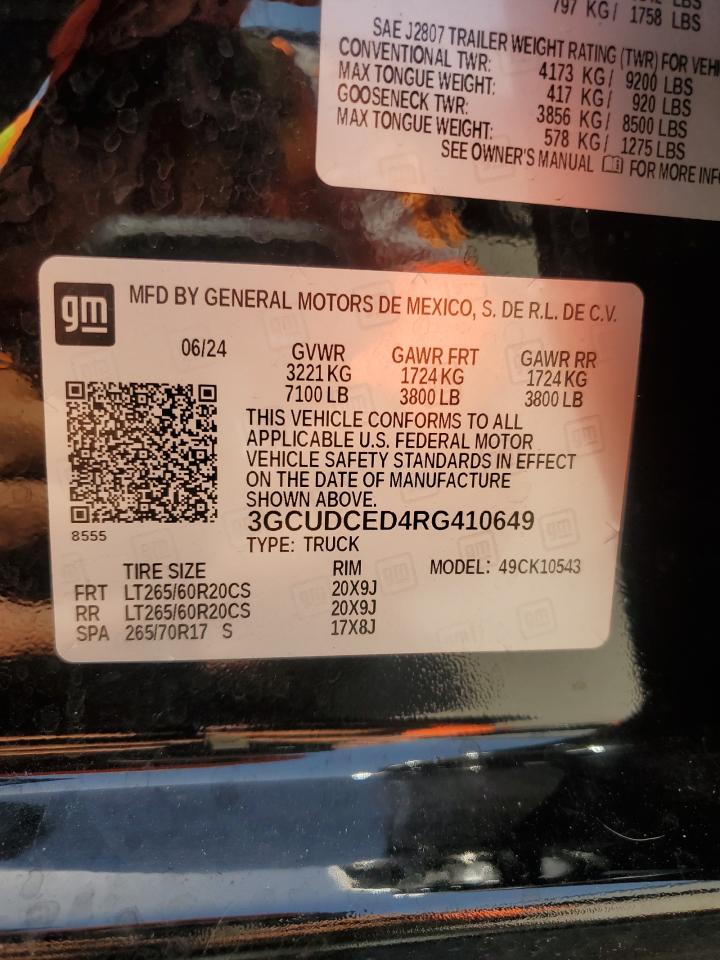 797 KG/ 1758 LBS
SAE J2807 TRAILER WEIGHT RATING (TWR) FOR
CONVENTIONAL TWR: 4173 KG/ 9200 LBS
MAX TONGUE WEIGHT: 417 KG/ 920 LBS
GOOSENECK TWR: 3856 KG/ 8500 LBS
MAX TONGUE WEIGHT: 578 KG/ 1275 LBS
SEE OWNER'S MANUAL FOR MORE
gm
MFD BY GENERAL MOTORS DE MEXICO, S. DE R.L. DE C.V.
06/24 GVWR GAWR FRT GAWR RR
3221 KG 1724 KG 1724 KG
7100 LB 3800 LB 3800 LB
THIS VEHICLE CONFORMS TO ALL
APPLICABLE U.S. FEDERAL MOTOR
VEHICLE SAFETY STANDARDS IN EFFECT
ON THE DATE OF MANUFACTURE
SHOWN ABOVE.
3GCUDCED4RG410649
8555
TYPE: TRUCK
TIRE SIZE RIM MODEL: 49CK10543
FRT LT265/60R20CS 20X9J
RR LT265/60R20CS 20X9J
SPA 265/70R17 S 17X8J